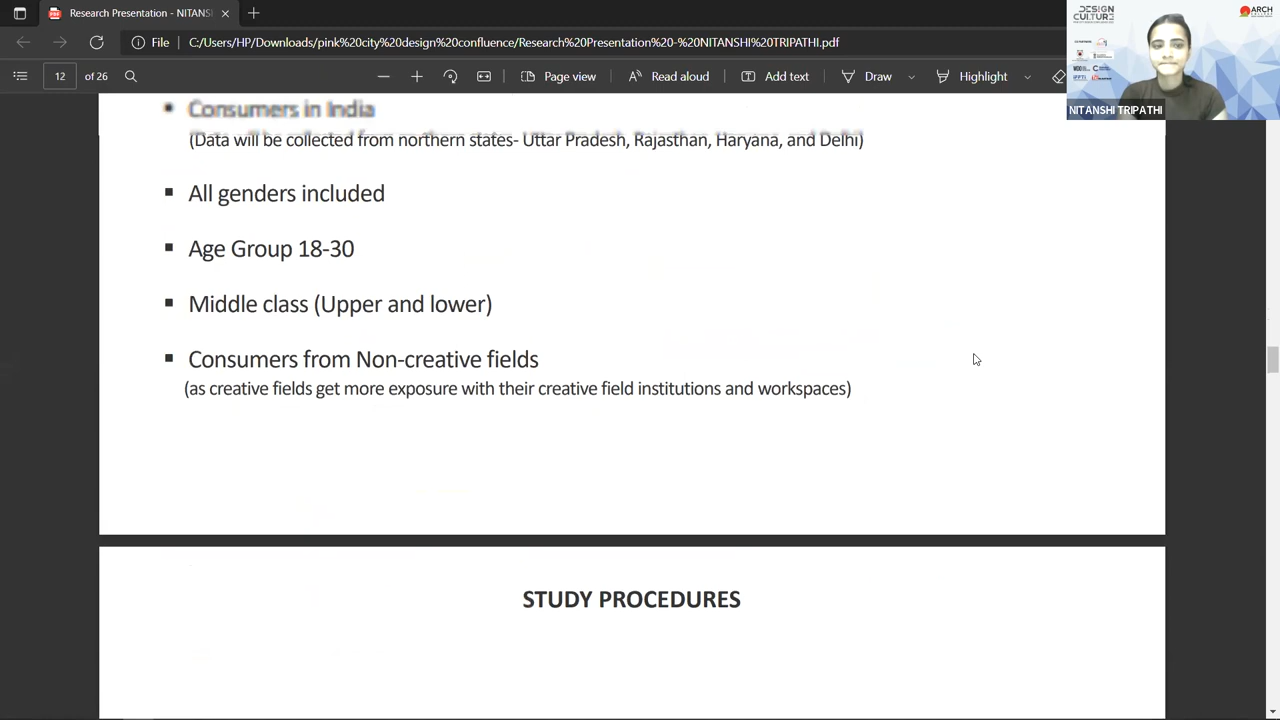 Research Presentation - NITANSHI
File
C:/Users/HP/Downloads/pink%20city%20design%20confluence/Research%20Presentation%20-%20NITANSHI%20TRIPATHI.pdf
12 of 26
Page view
Read aloud
Add text
Draw
Highlight
DESIGN
CULTURE
ARCH
NITANSHI TRIPATHI
▪ Consumers in India
(Data will be collected from northern states- Uttar Pradesh, Rajasthan, Haryana, and Delhi)
▪ All genders included
▪ Age Group 18-30
▪ Middle class (Upper and lower)
▪ Consumers from Non-creative fields
(as creative fields get more exposure with their creative field institutions and workspaces)
STUDY PROCEDURES